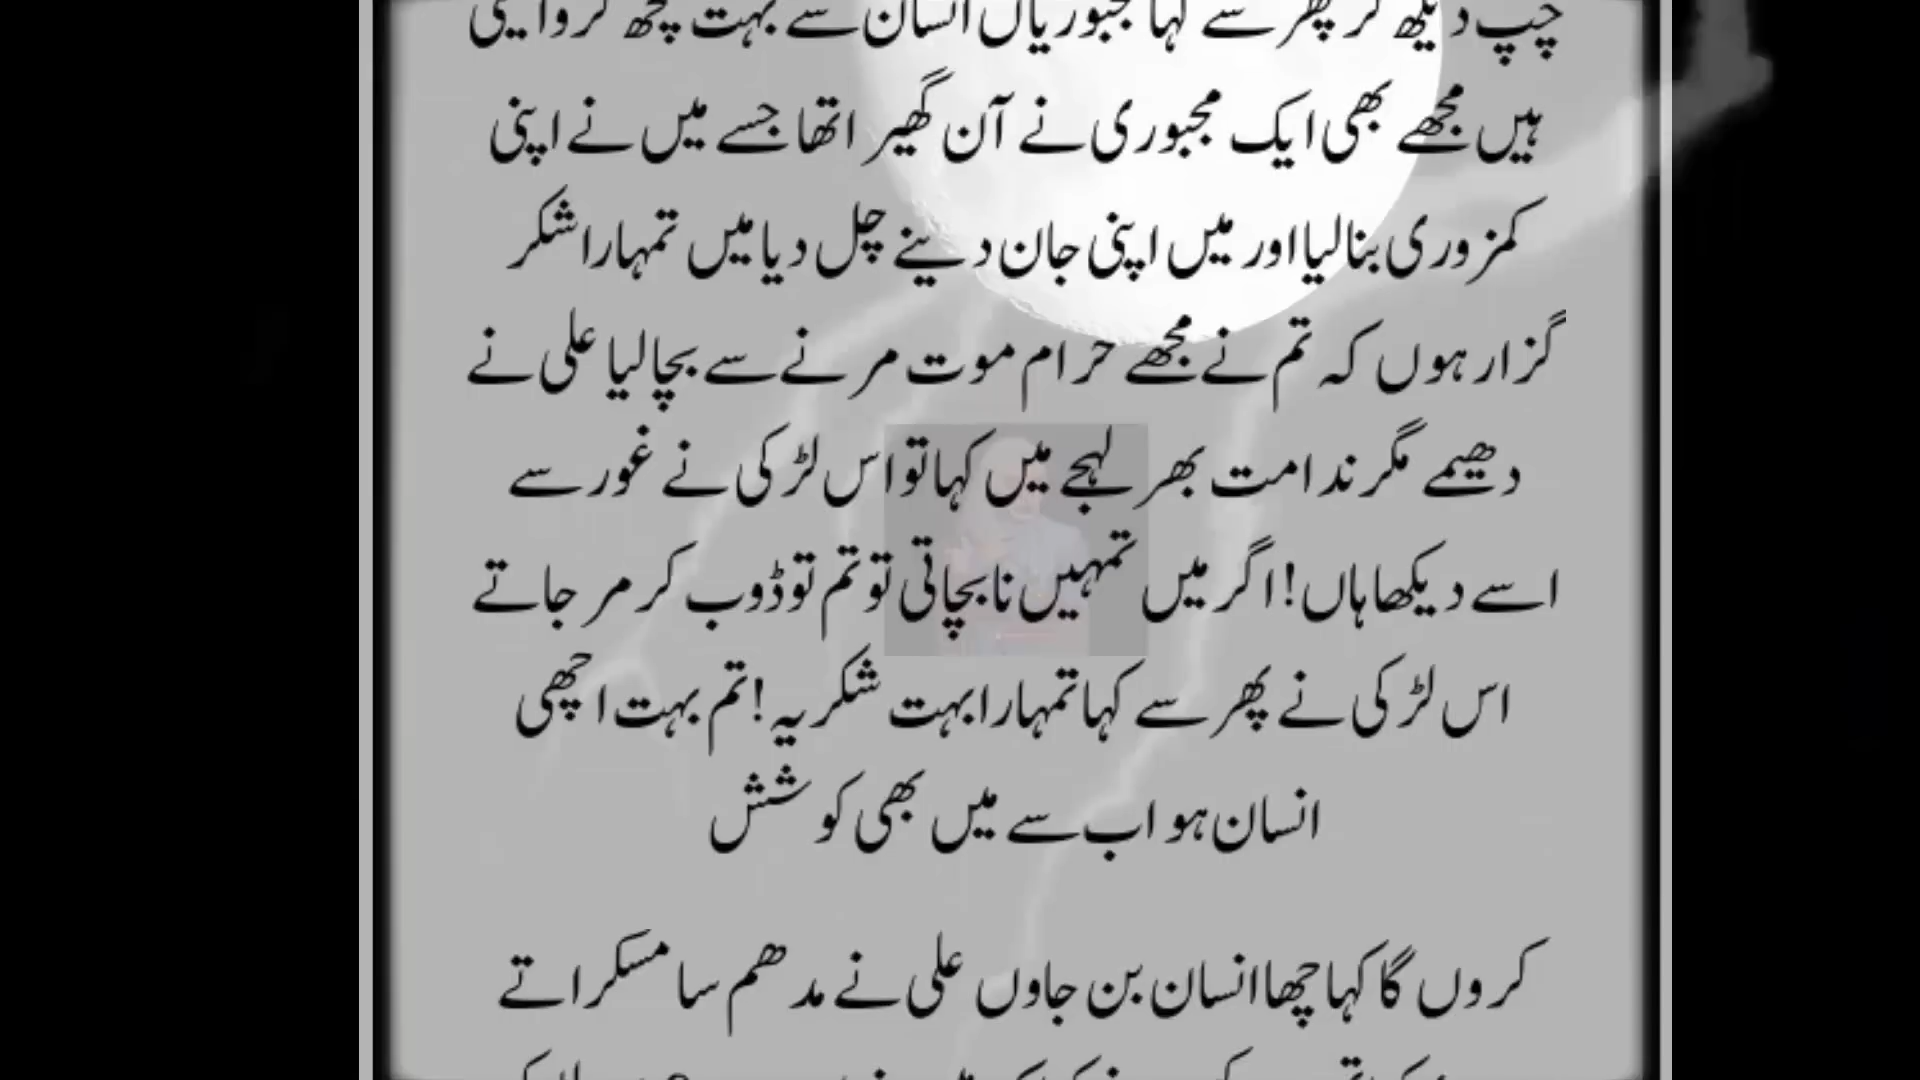 چپ دیکھ کر پھر سے کہا مجبوریاں انسان سے بہت کچھ کرواتی
ہیں مجھے بھی ایک مجبوری نے آن گھیر اتھا جسے میں نے اپنی
کمزوری بنالیا اور میں اپنی جان دینے چل دیا میں تمہارا شکر
گزار ہوں کہ تم نے مجھے حرام موت مرنے سے بچالیا علی نے
دھیمے مگر ندامت بھر لہجے میں کہا تو اس لڑکی نے غور سے
اسے دیکھا ہاں! اگر میں تمہیں نا بچاتی تو تم تو ڈوب کر مر جاتے
اس لڑکی نے پھر سے کہا تمہارا بہت شکریہ! تم بہت اچھی
انسان ہو اب سے میں بھی کوشش
کروں گا کہ اچھا انسان بن جاوں علی نے مدھم سا مسکراتے